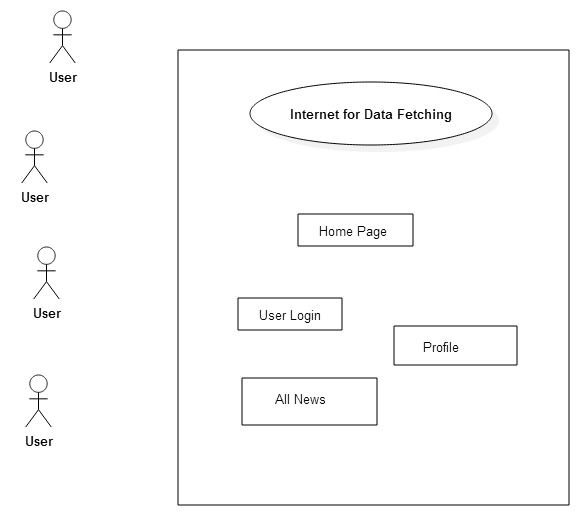 User
Internet for Data Fetching
User
Home Page
User
User Login
Profile
All News
User